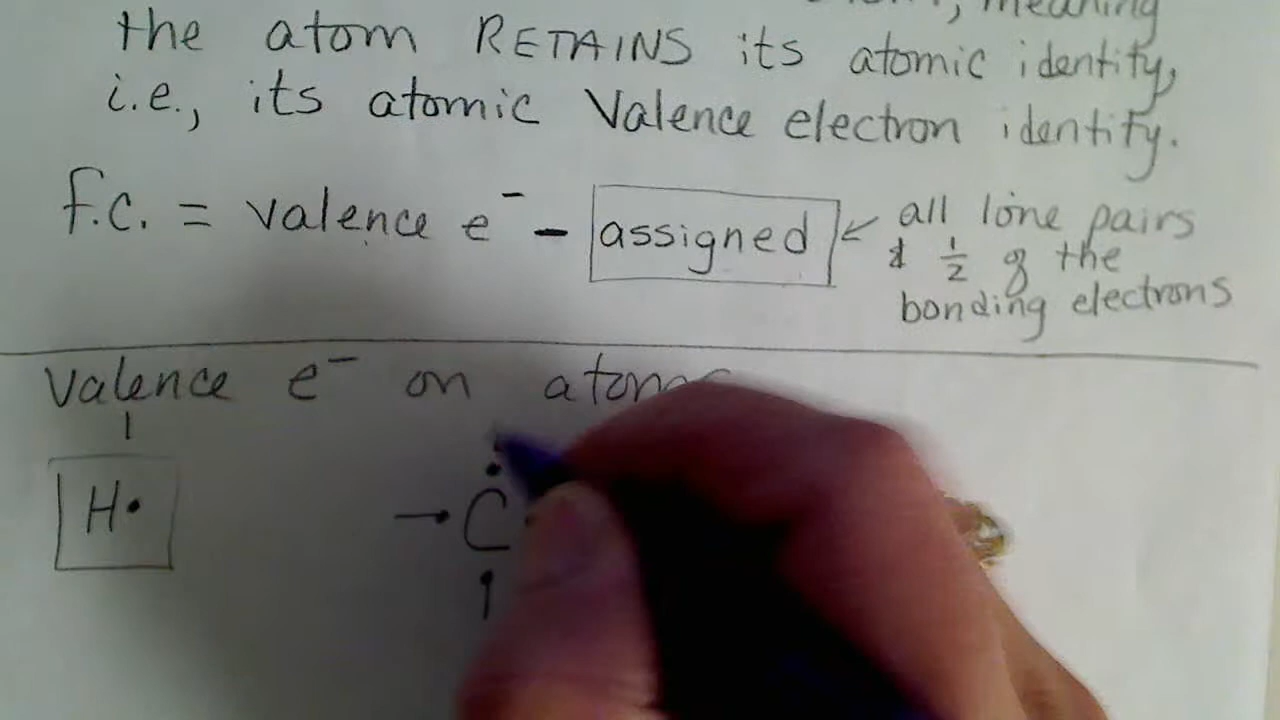 meaning
the atom RETAINS its atomic identity,
i.e., its atomic Valence electron identity.
f.c. = valence e⁻ - assigned ← all lone pairs
& 1/2 of the
bonding electrons
Valence e⁻ on
1
H•
→ C